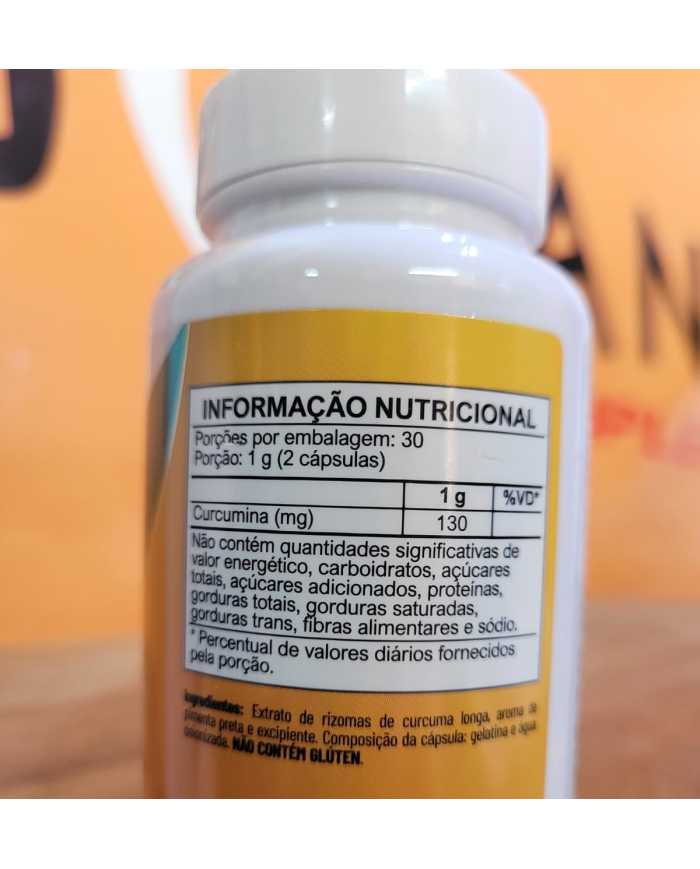 INFORMAÇÃO NUTRICIONAL
Porções por embalagem: 30
Porção: 1 g (2 cápsulas)
1 g %VD*
Curcumina (mg) 130
Não contém quantidades significativas de
valor energético, carboidratos, açúcares
totais, açúcares adicionados, proteínas,
gorduras totais, gorduras saturadas,
gorduras trans, fibras alimentares e sódio.
* Percentual de valores diários fornecidos
pela porção.
Ingredientes: Extrato de rizomas de curcuma longa, aroma de
pimenta preta e excipiente. Composição da cápsula: gelatina e água
deionizada. NÃO CONTÉM GLÚTEN.